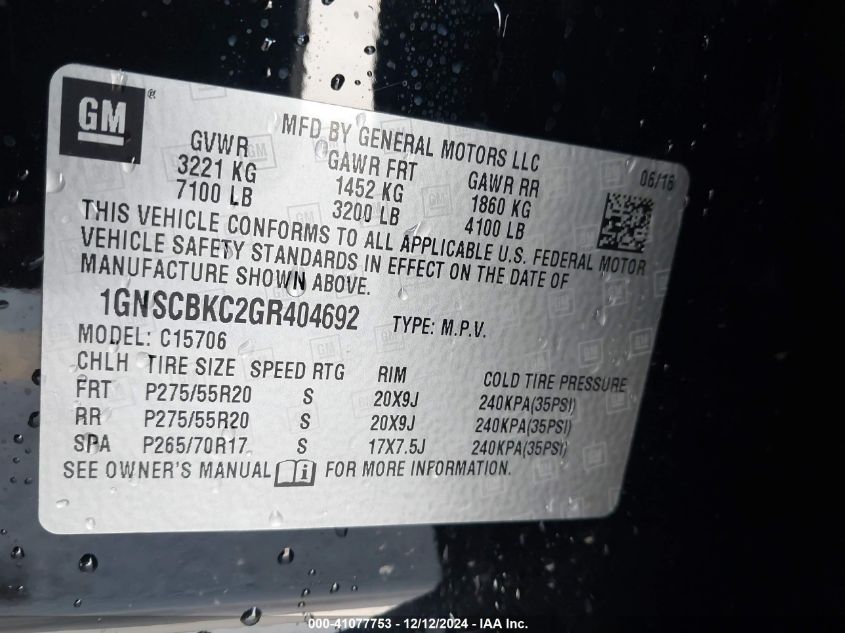 GM ®
MFD BY GENERAL MOTORS LLC
06/16
GVWR GAWR FRT GAWR RR
3221 KG 1452 KG 1860 KG
7100 LB 3200 LB 4100 LB
THIS VEHICLE CONFORMS TO ALL APPLICABLE U.S. FEDERAL MOTOR
VEHICLE SAFETY STANDARDS IN EFFECT ON THE DATE OF
MANUFACTURE SHOWN ABOVE.
1GNSCBKC2GR404692 TYPE: M.P.V.
MODEL: C15706
CHLH TIRE SIZE SPEED RTG RIM COLD TIRE PRESSURE
FRT P275/55R20 S 20X9J 240KPA(35PSI)
RR P275/55R20 S 20X9J 240KPA(35PSI)
SPA P265/70R17 S 17X7.5J 240KPA(35PSI)
SEE OWNER'S MANUAL i FOR MORE INFORMATION.
000-41077753 - 12/12/2024 - IAA Inc.